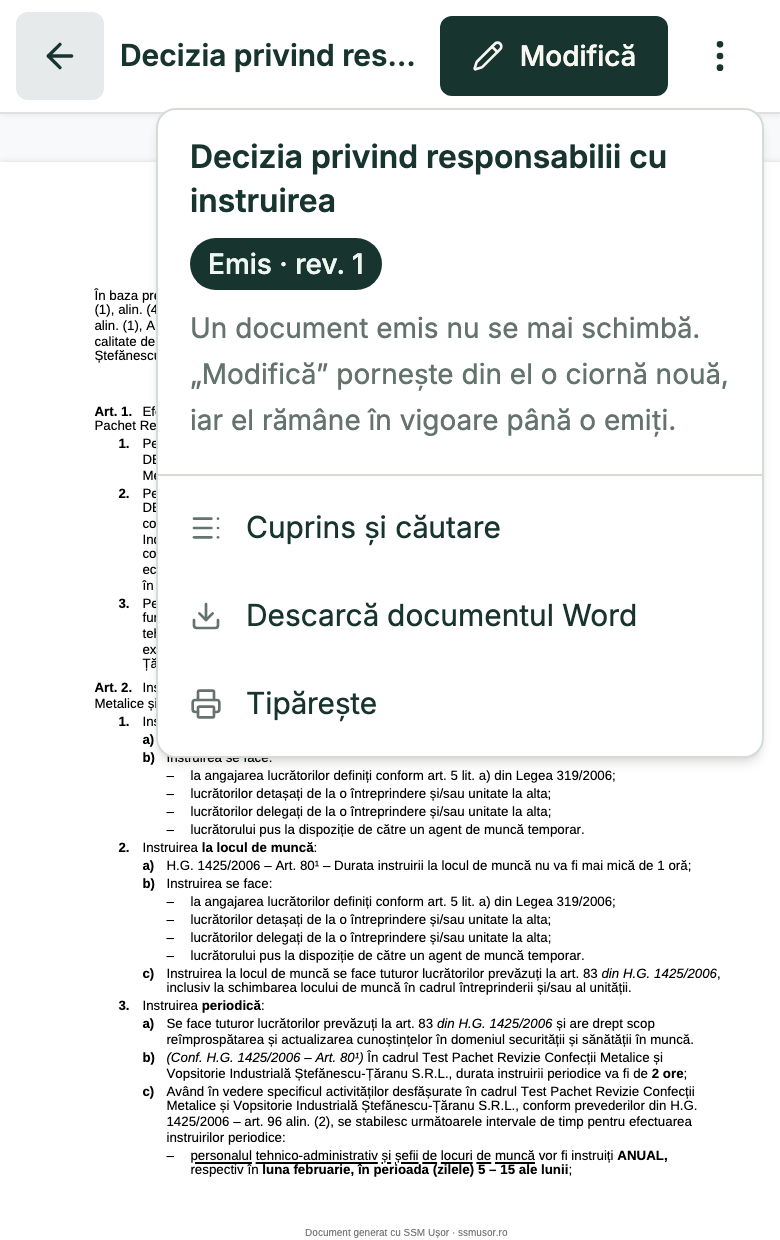 Decizia privind res...
Modifică
Decizia privind responsabilii cu
instruirea
Emis · rev. 1
Un document emis nu se mai schimbă.
„Modifică” pornește din el o ciornă nouă,
iar el rămâne în vigoare până o emiți.
Cuprins și căutare
Descarcă documentul Word
Tipărește
În baza
(1), alin.
alin. (1),
calitate de
Art. 1.
Pachet
1.
2.
în
3.
Art. 2.
Metalice și
1.
a)
b) Instruirea se face:
– la angajarea lucrătorilor definiți conform art. 5 lit. a) din Legea 319/2006;
– lucrătorilor detașați de la o întreprindere și/sau unitate la alta;
– lucrătorilor delegați de la o întreprindere și/sau unitate la alta;
– lucrătorului pus la dispoziție de către un agent de muncă temporar.
2. Instruirea la locul de muncă:
a) H.G. 1425/2006 – Art. 80¹ – Durata instruirii la locul de muncă nu va fi mai mică de 1 oră;
b) Instruirea se face:
– la angajarea lucrătorilor definiți conform art. 5 lit. a) din Legea 319/2006;
– lucrătorilor detașați de la o întreprindere și/sau unitate la alta;
– lucrătorilor delegați de la o întreprindere și/sau unitate la alta;
– lucrătorului pus la dispoziție de către un agent de muncă temporar.
c) Instruirea la locul de muncă se face tuturor lucrătorilor prevăzuți la art. 83 din H.G. 1425/2006,
inclusiv la schimbarea locului de muncă în cadrul întreprinderii și/sau al unității.
3. Instruirea periodică:
a) Se face tuturor lucrătorilor prevăzuți la art. 83 din H.G. 1425/2006 și are drept scop
reîmprospătarea și actualizarea cunoștințelor în domeniul securității și sănătății în muncă.
b) (Conf. H.G. 1425/2006 – Art. 80¹) În cadrul Test Pachet Revizie Confecții Metalice și
Vopsitorie Industrială Ștefănescu-Țăranu S.R.L., durata instruirii periodice va fi de 2 ore;
c) Având în vedere specificul activităților desfășurate în cadrul Test Pachet Revizie Confecții
Metalice și Vopsitorie Industrială Ștefănescu-Țăranu S.R.L., conform prevederilor din H.G.
1425/2006 – art. 96 alin. (2), se stabilesc următoarele intervale de timp pentru efectuarea
instruirilor periodice:
– personalul tehnico-administrativ și șefii de locuri de muncă vor fi instruiți ANUAL,
respectiv în luna februarie, în perioada (zilele) 5 – 15 ale lunii;
Document generat cu SSM Ușor · ssmusor.ro